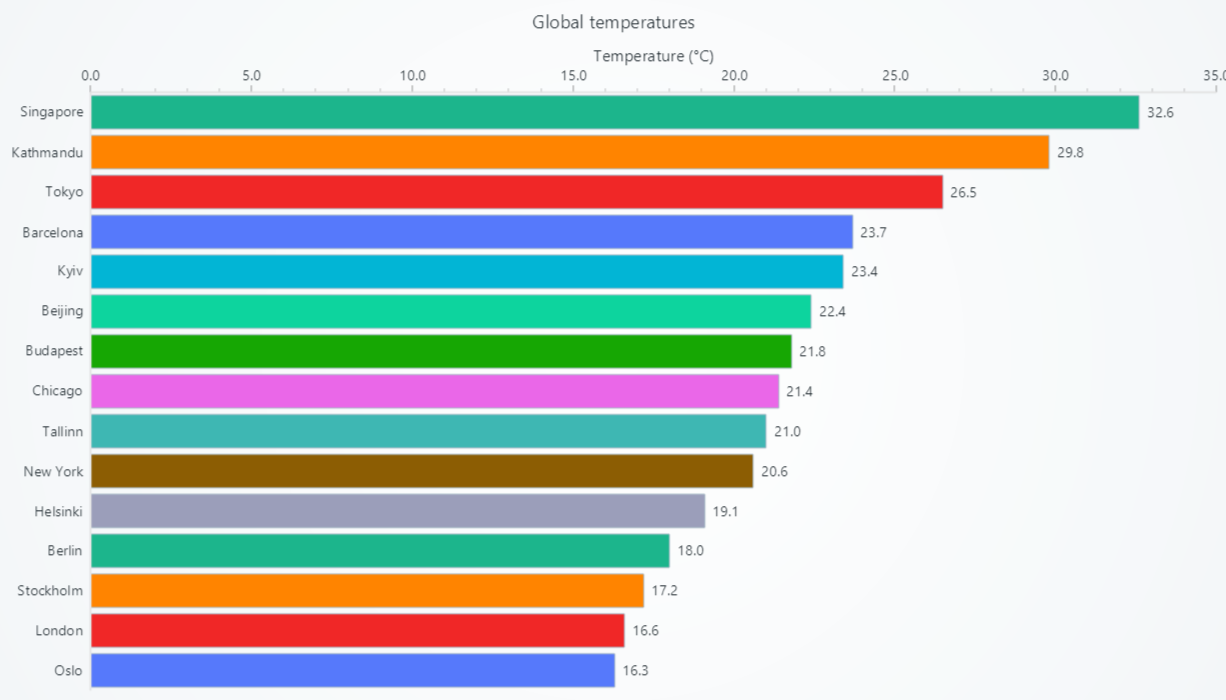 Global temperatures
Temperature (°C)
0.0 5.0 10.0 15.0 20.0 25.0 30.0 35.0
Singapore 32.6
Kathmandu 29.8
Tokyo 26.5
Barcelona 23.7
Kyiv 23.4
Beijing 22.4
Budapest 21.8
Chicago 21.4
Tallinn 21.0
New York 20.6
Helsinki 19.1
Berlin 18.0
Stockholm 17.2
London 16.6
Oslo 16.3